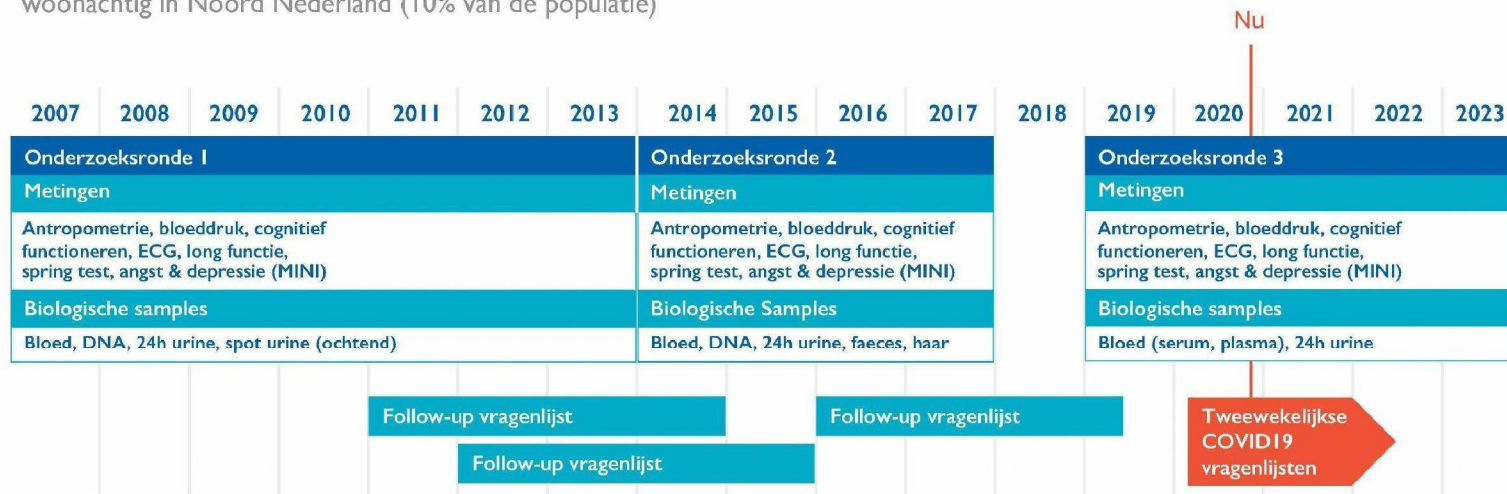 woonachtig in Noord Nederland (10% van de populatie)
Nu
2007 2008 2009 2010 2011 2012 2013 2014 2015 2016 2017 2018 2019 2020 2021 2022 2023
Onderzoeksronde 1
Metingen
Antropometrie, bloeddruk, cognitief
functioneren, ECG, long functie,
spring test, angst & depressie (MINI)
Biologische samples
Bloed, DNA, 24h urine, spot urine (ochtend)
Onderzoeksronde 2
Metingen
Antropometrie, bloeddruk, cognitief
functioneren, ECG, long functie,
spring test, angst & depressie (MINI)
Biologische Samples
Bloed, DNA, 24h urine, faeces, haar
Onderzoeksronde 3
Metingen
Antropometrie, bloeddruk, cognitief
functioneren, ECG, long functie,
spring test, angst & depressie (MINI)
Biologische samples
Bloed (serum, plasma), 24h urine
Follow-up vragenlijst
Follow-up vragenlijst
Follow-up vragenlijst
Tweewekelijkse
COVID19
vragenlijsten